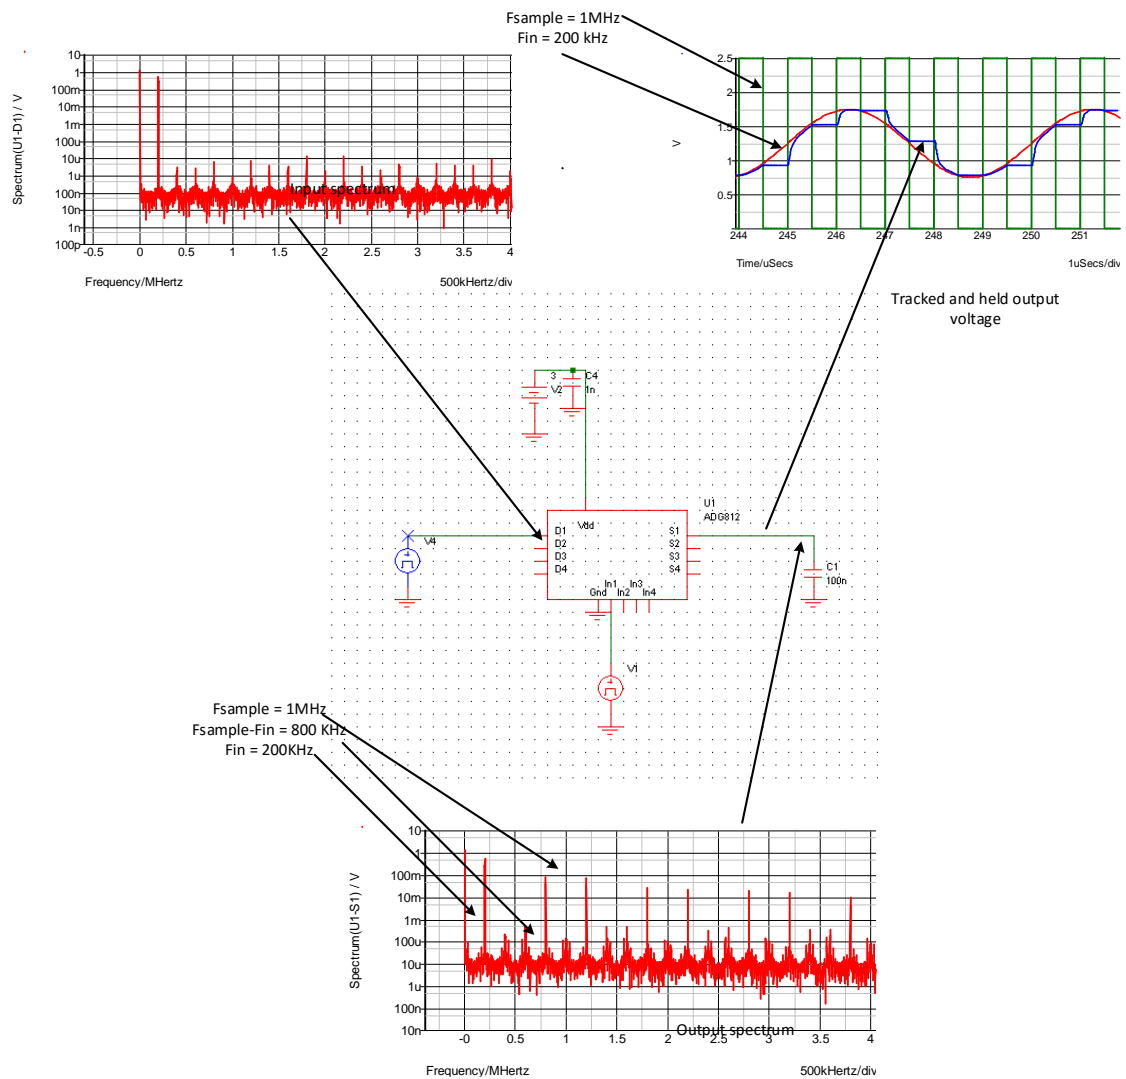 Fsample = 1MHz
Fin = 200 kHz
10
1
100m
10m
1m
100u
10u
1u
100n
10n
1n
100p
Spectrum(U1-D1) / V
Input spectrum
-0.5 0 0.5 1 1.5 2 2.5 3 3.5 4
Frequency/MHertz 500kHertz/div
2.5
2
1.5
1
0.5
V
244 245 246 247 248 249 250 251
Time/uSecs 1uSecs/div
Tracked and held output
voltage
3 C4
V2 1n
U1
ADG812
V4
D1 Vdd S1
D2 S2
D3 S3
D4 S4
In1 In3
Gnd In2 In4
C1
100n
V1
Fsample = 1MHz
Fsample-Fin = 800 KHz
Fin = 200KHz
10
1
100m
10m
1m
100u
10u
1u
100n
10n
Spectrum(U1-S1) / V
Output spectrum
-0 0.5 1 1.5 2 2.5 3 3.5 4
Frequency/MHertz 500kHertz/div